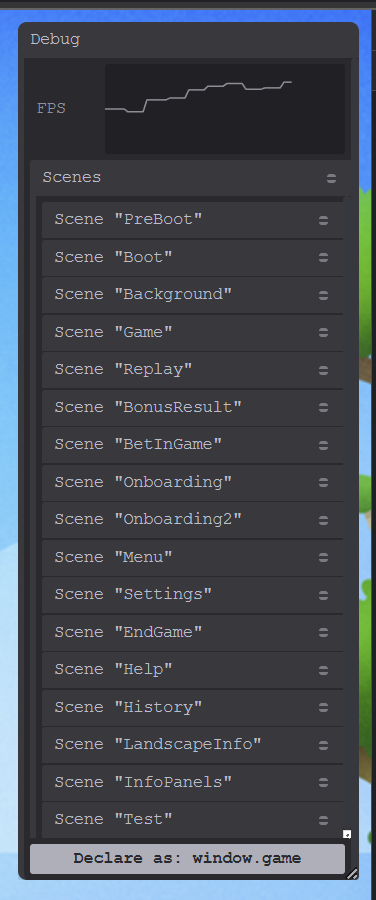 Debug
FPS
Scenes
Scene "PreBoot"
Scene "Boot"
Scene "Background"
Scene "Game"
Scene "Replay"
Scene "BonusResult"
Scene "BetInGame"
Scene "Onboarding"
Scene "Onboarding2"
Scene "Menu"
Scene "Settings"
Scene "EndGame"
Scene "Help"
Scene "History"
Scene "LandscapeInfo"
Scene "InfoPanels"
Scene "Test"
Declare as: window.game